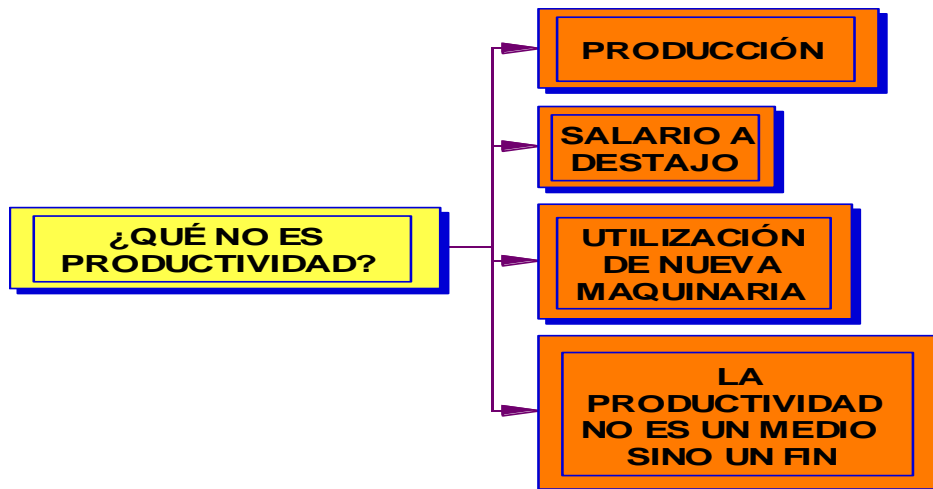 ¿QUÉ NO ES
PRODUCTIVIDAD?
PRODUCCIÓN
SALARIO A
DESTAJO
UTILIZACIÓN
DE NUEVA
MAQUINARIA
LA
PRODUCTIVIDAD
NO ES UN MEDIO
SINO UN FIN